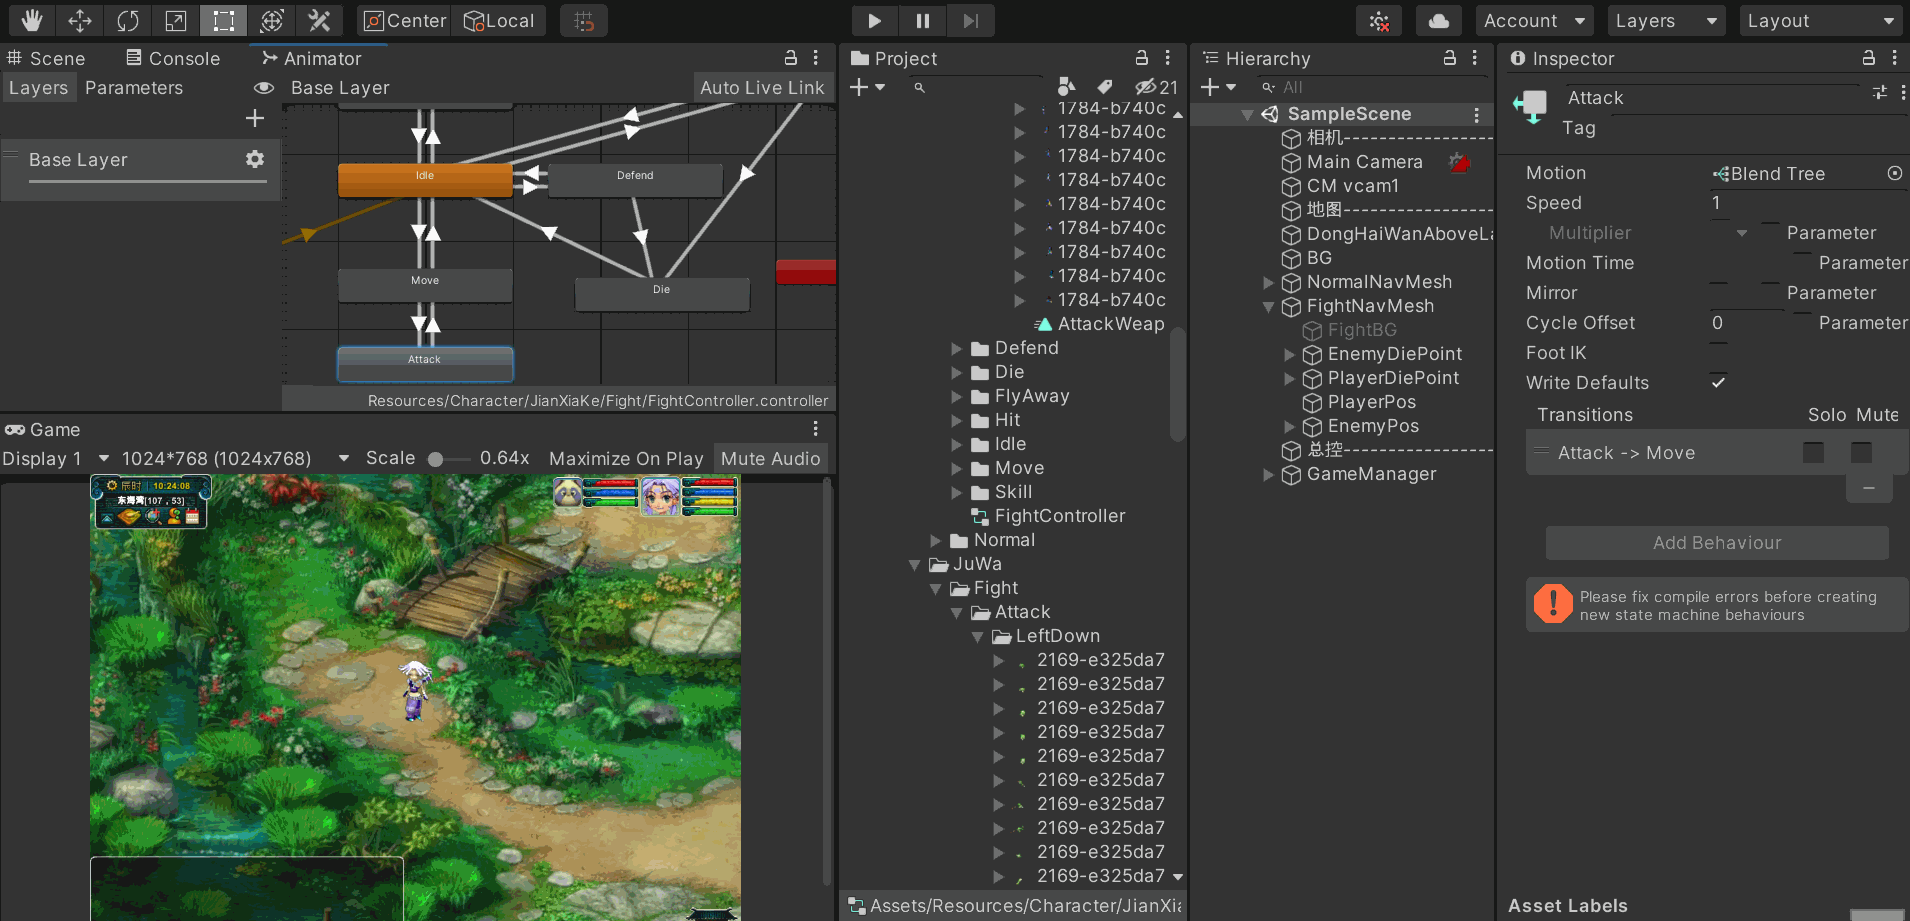 Center
Local
Account
Layers
Layout
Scene
Console
Animator
Layers
Parameters
Base Layer
Auto Live Link
Base Layer
Idle
Defend
Move
Die
Attack
Resources/Character/JianXiaKe/Fight/FightController.controller
Game
Display 1
1024*768 (1024x768)
Scale
0.64x
Maximize On Play
Mute Audio
辰时
10:24:08
东海湾[107，53]
Project
21
1784-b740c
1784-b740c
1784-b740c
1784-b740c
1784-b740c
1784-b740c
1784-b740c
1784-b740c
1784-b740c
AttackWeap
Defend
Die
FlyAway
Hit
Idle
Move
Skill
FightController
Normal
JuWa
Fight
Attack
LeftDown
2169-e325da7
2169-e325da7
2169-e325da7
2169-e325da7
2169-e325da7
2169-e325da7
2169-e325da7
2169-e325da7
2169-e325da7
2169-e325da7
Assets/Resources/Character/JianXia
Hierarchy
All
SampleScene
相机---------------
Main Camera
CM vcam1
地图---------------
DongHaiWanAboveLa
BG
NormalNavMesh
FightNavMesh
FightBG
EnemyDiePoint
PlayerDiePoint
PlayerPos
EnemyPos
总控---------------
GameManager
Inspector
Attack
Tag
Motion
Blend Tree
Speed
1
Multiplier
Parameter
Motion Time
Parameter
Mirror
Parameter
Cycle Offset
0
Parameter
Foot IK
Write Defaults
Transitions
Solo
Mute
Attack -> Move
Add Behaviour
Please fix compile errors before creating
new state machine behaviours
Asset Labels